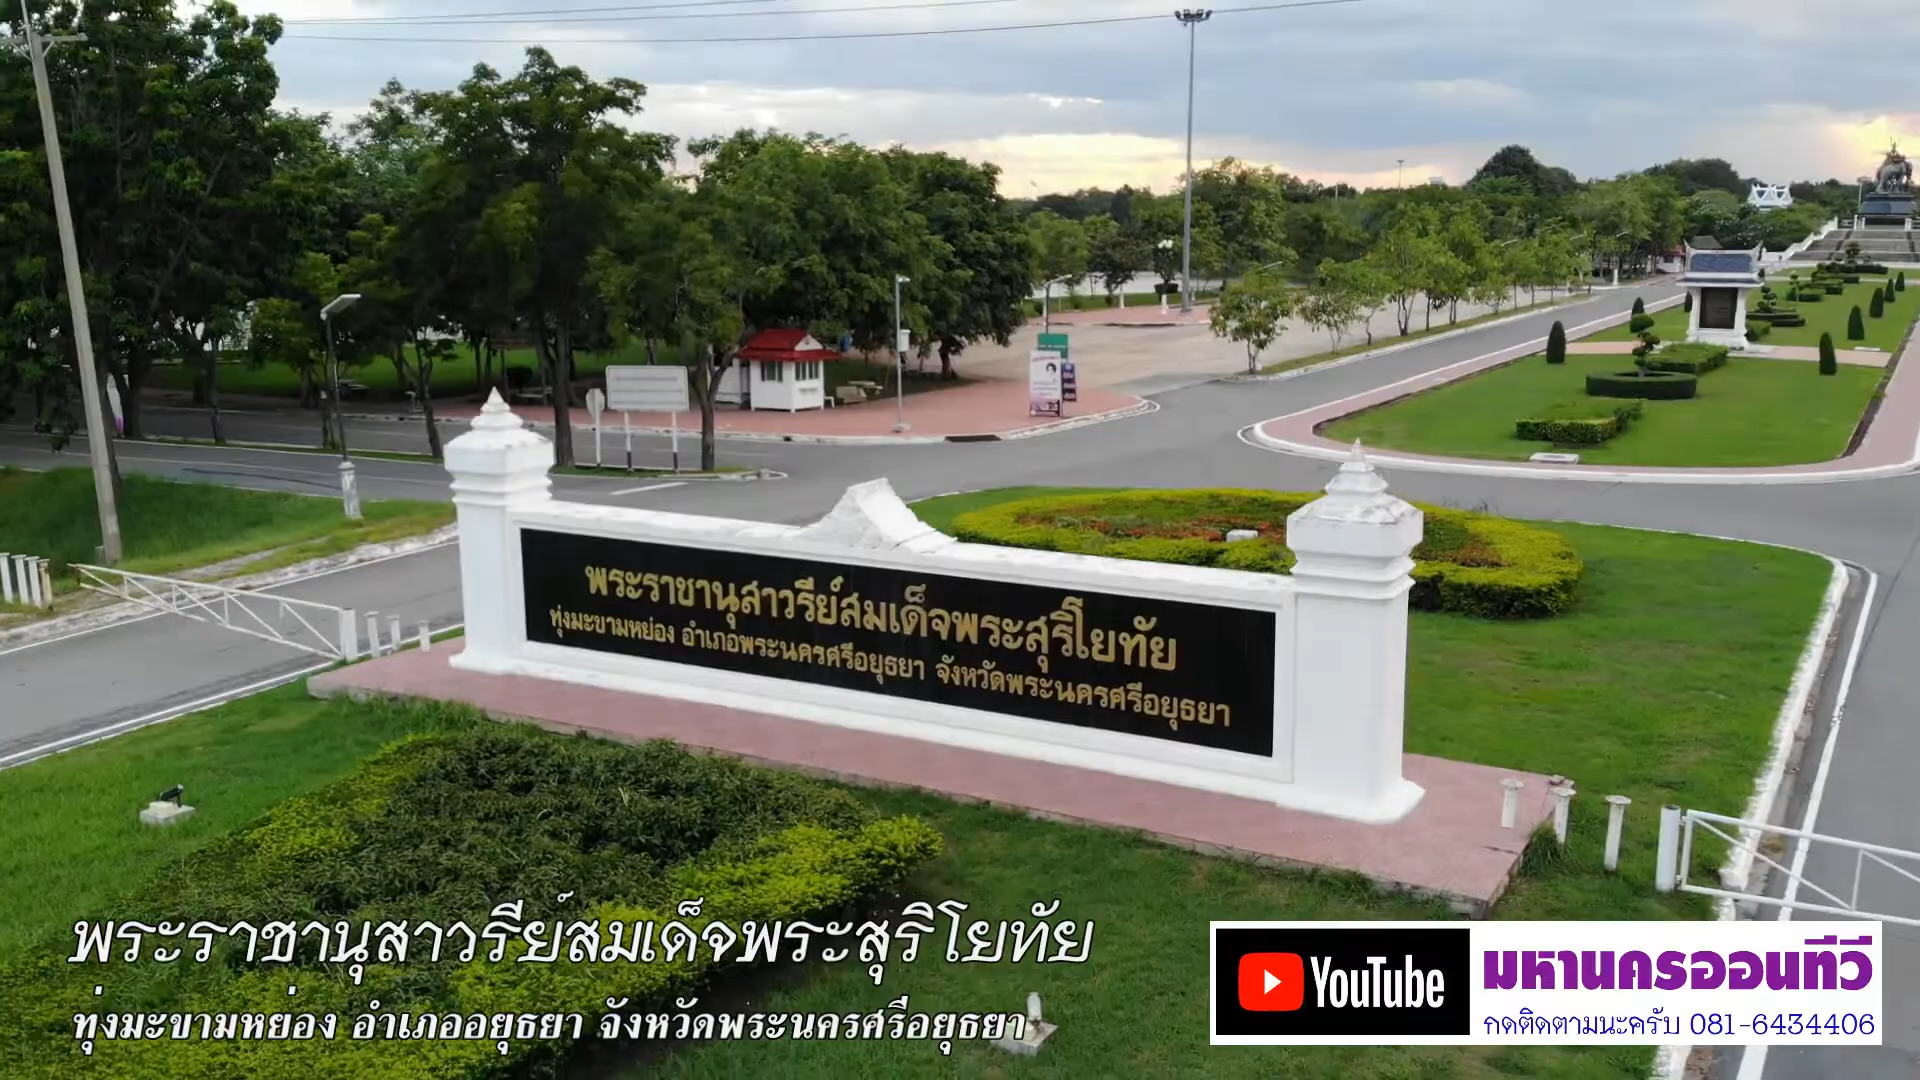 พระราชานุสาวรีย์สมเด็จพระสุริโยทัย
ทุ่งมะขามหย่อง อำเภอพระนครศรีอยุธยา จังหวัดพระนครศรีอยุธยา
พระราชานุสาวรีย์สมเด็จพระสุริโยทัย
ทุ่งมะขามหย่อง อำเภออยุธยา จังหวัดพระนครศรีอยุธยา
YouTube
มหานครออนทีวี
กดติดตามนะครับ 081-6434406